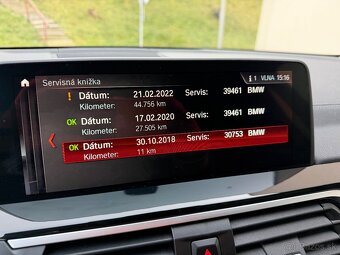 Servisná knižka 1 VLNA 15:16
! Dátum: 21.02.2022 Servis: 39461 BMW
Kilometer: 44.756 km
OK Dátum: 17.02.2020 Servis: 39461 BMW
Kilometer: 27.505 km
OK Dátum: 30.10.2018 Servis: 30753 BMW
Kilometer: 11 km